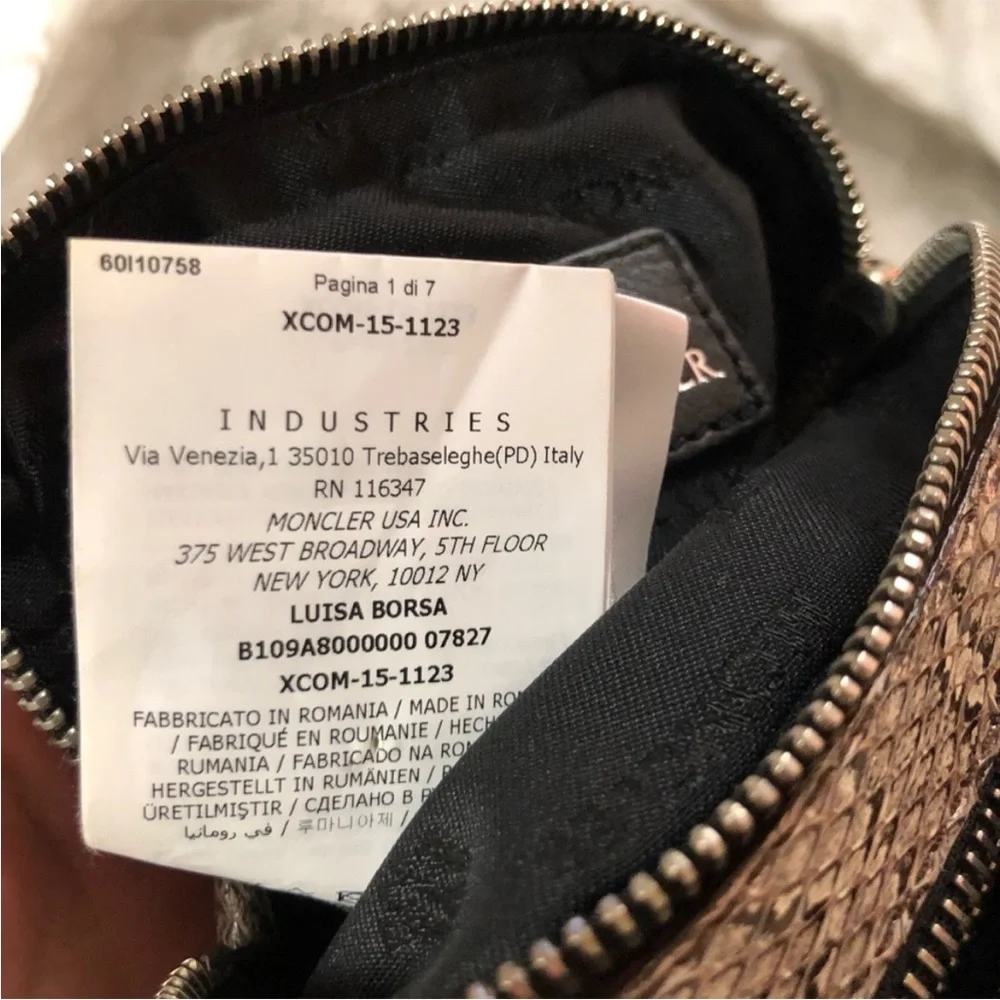 60I10758
Pagina 1 di 7
XCOM-15-1123
INDUSTRIES
Via Venezia,1 35010 Trebaseleghe(PD) Italy
RN 116347
MONCLER USA INC.
375 WEST BROADWAY, 5TH FLOOR
NEW YORK, 10012 NY
LUISA BORSA
B109A8000000 07827
XCOM-15-1123
FABBRICATO IN ROMANIA / MADE IN
/ FABRIQUÉ EN ROUMANIE /
RUMANIA / FABRICADO NA
HERGESTELLT IN RUMÄNIEN /
ÜRETILMIŞTIR / СДЕЛАНО В
في رومانيا / 루마니아제 /